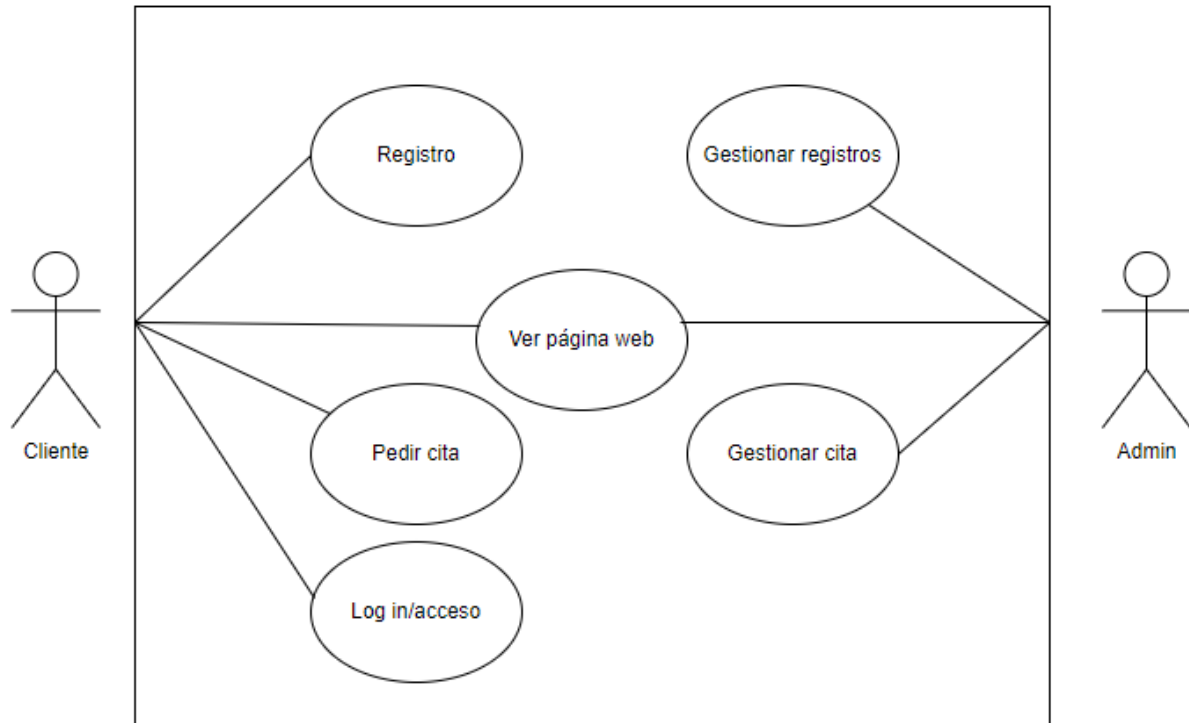 Registro
Gestionar registros
Ver página web
Cliente
Pedir cita
Gestionar cita
Admin
Log in/acceso